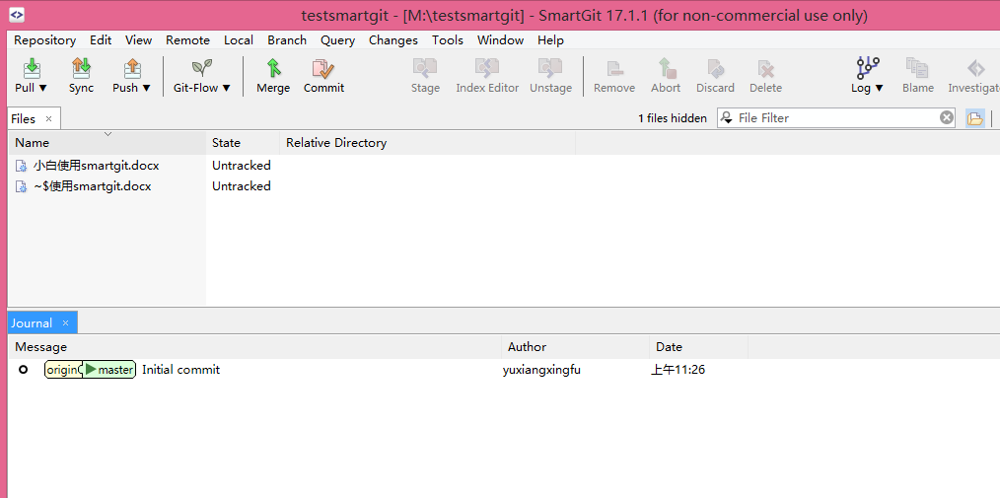 testsmartgit - [M:\testsmartgit] - SmartGit 17.1.1 (for non-commercial use only)
Repository Edit View Remote Local Branch Query Changes Tools Window Help
Pull ▼ Sync Push ▼ Git-Flow ▼ Merge Commit Stage Index Editor Unstage Remove Abort Discard Delete Log ▼ Blame Investigat
Files × 1 files hidden File Filter
Name State Relative Directory
小白使用smartgit.docx Untracked
~$使用smartgit.docx Untracked
Journal ×
Message Author Date
origin master Initial commit yuxiangxingfu 上午11:26